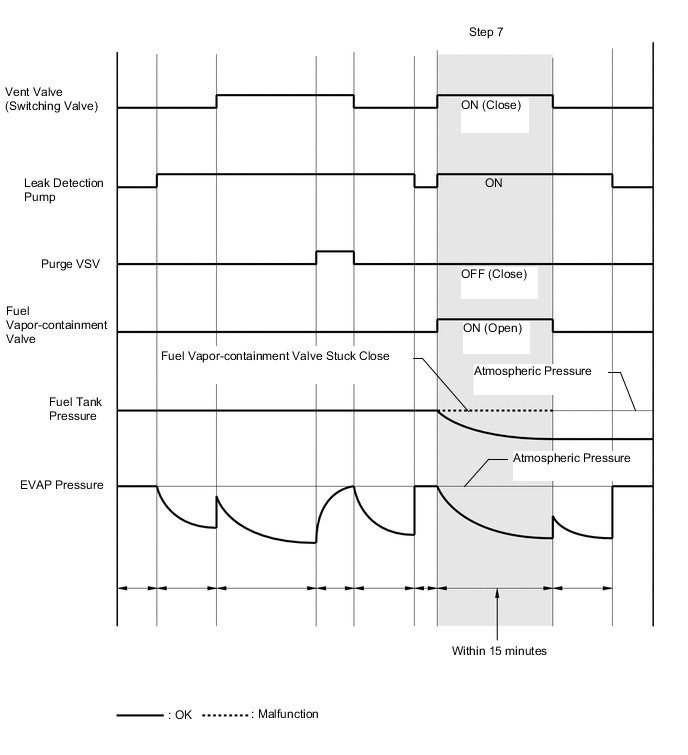 Step 7
Vent Valve
(Switching Valve)
ON (Close)
Leak Detection
Pump
ON
Purge VSV
OFF (Close)
Fuel
Vapor-containment
Valve
ON (Open)
Fuel Vapor-containment Valve Stuck Close
Atmospheric Pressure
Fuel Tank
Pressure
Atmospheric Pressure
EVAP Pressure
Within 15 minutes
: OK
: Malfunction